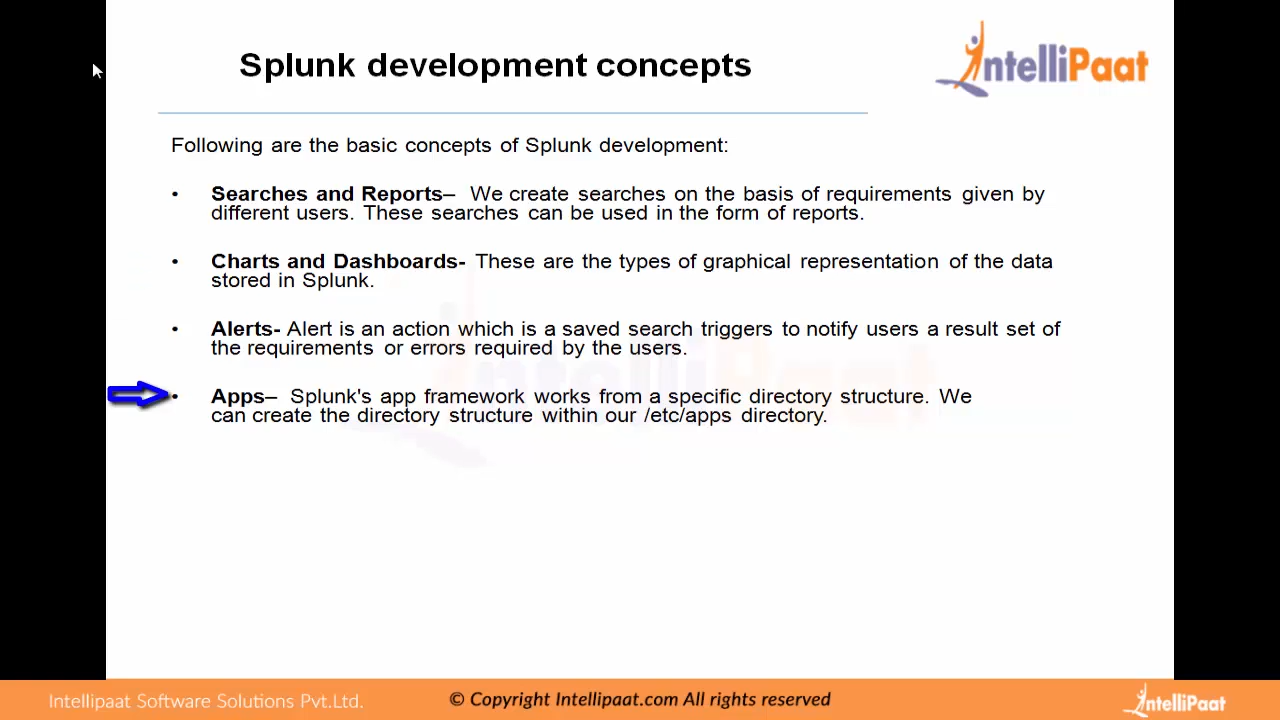 Splunk development concepts
IntelliPaat
Following are the basic concepts of Splunk development:
• Searches and Reports– We create searches on the basis of requirements given by
different users. These searches can be used in the form of reports.
• Charts and Dashboards- These are the types of graphical representation of the data
stored in Splunk.
• Alerts- Alert is an action which is a saved search triggers to notify users a result set of
the requirements or errors required by the users.
• Apps– Splunk's app framework works from a specific directory structure. We
can create the directory structure within our /etc/apps directory.
IntelliPaat
Intellipaat Software Solutions Pvt.Ltd.
© Copyright Intellipaat.com All rights reserved
IntelliPaat